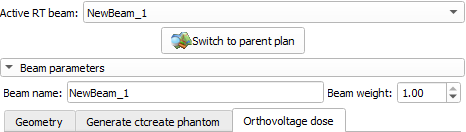 Active RT beam: NewBeam_1
Switch to parent plan
Beam parameters
Beam name: NewBeam_1 Beam weight: 1.00
Geometry Generate ctcreate phantom Orthovoltage dose